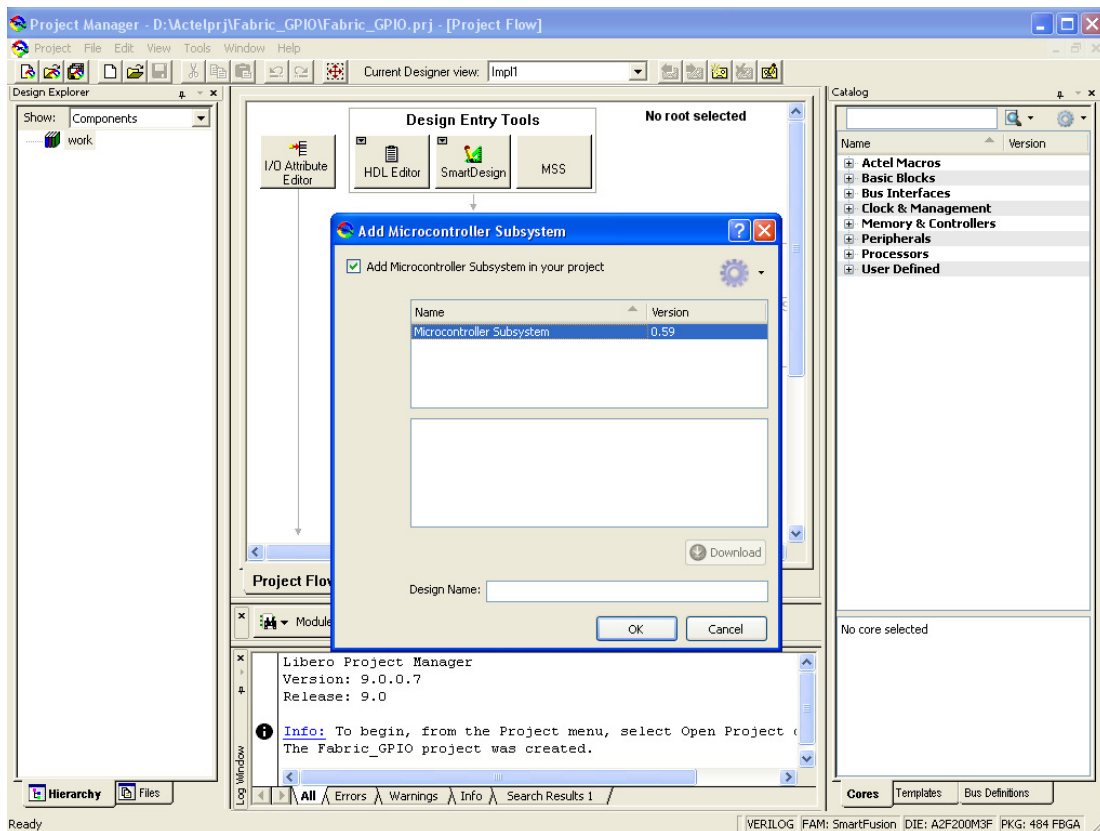 Project Manager - D:\Actelprj\Fabric_GPIO\Fabric_GPIO.prj - [Project Flow]
Project File Edit View Tools Window Help
Current Designer view: Impl1
Design Explorer
Show: Components
work
Design Entry Tools
No root selected
I/O Attribute
Editor
HDL Editor
SmartDesign
MSS
Add Microcontroller Subsystem
Add Microcontroller Subsystem in your project
Name Version
Microcontroller Subsystem 0.59
Download
Design Name:
OK Cancel
Project Flow
Module
Libero Project Manager
Version: 9.0.0.7
Release: 9.0
Info: To begin, from the Project menu, select Open Project
The Fabric_GPIO project was created.
Log Window
All Errors Warnings Info Search Results 1
Hierarchy Files
Catalog
Name Version
Actel Macros
Basic Blocks
Bus Interfaces
Clock & Management
Memory & Controllers
Peripherals
Processors
User Defined
No core selected
Cores Templates Bus Definitions
Ready
VERILOG FAM: SmartFusion DIE: A2F200M3F PKG: 484 FBGA